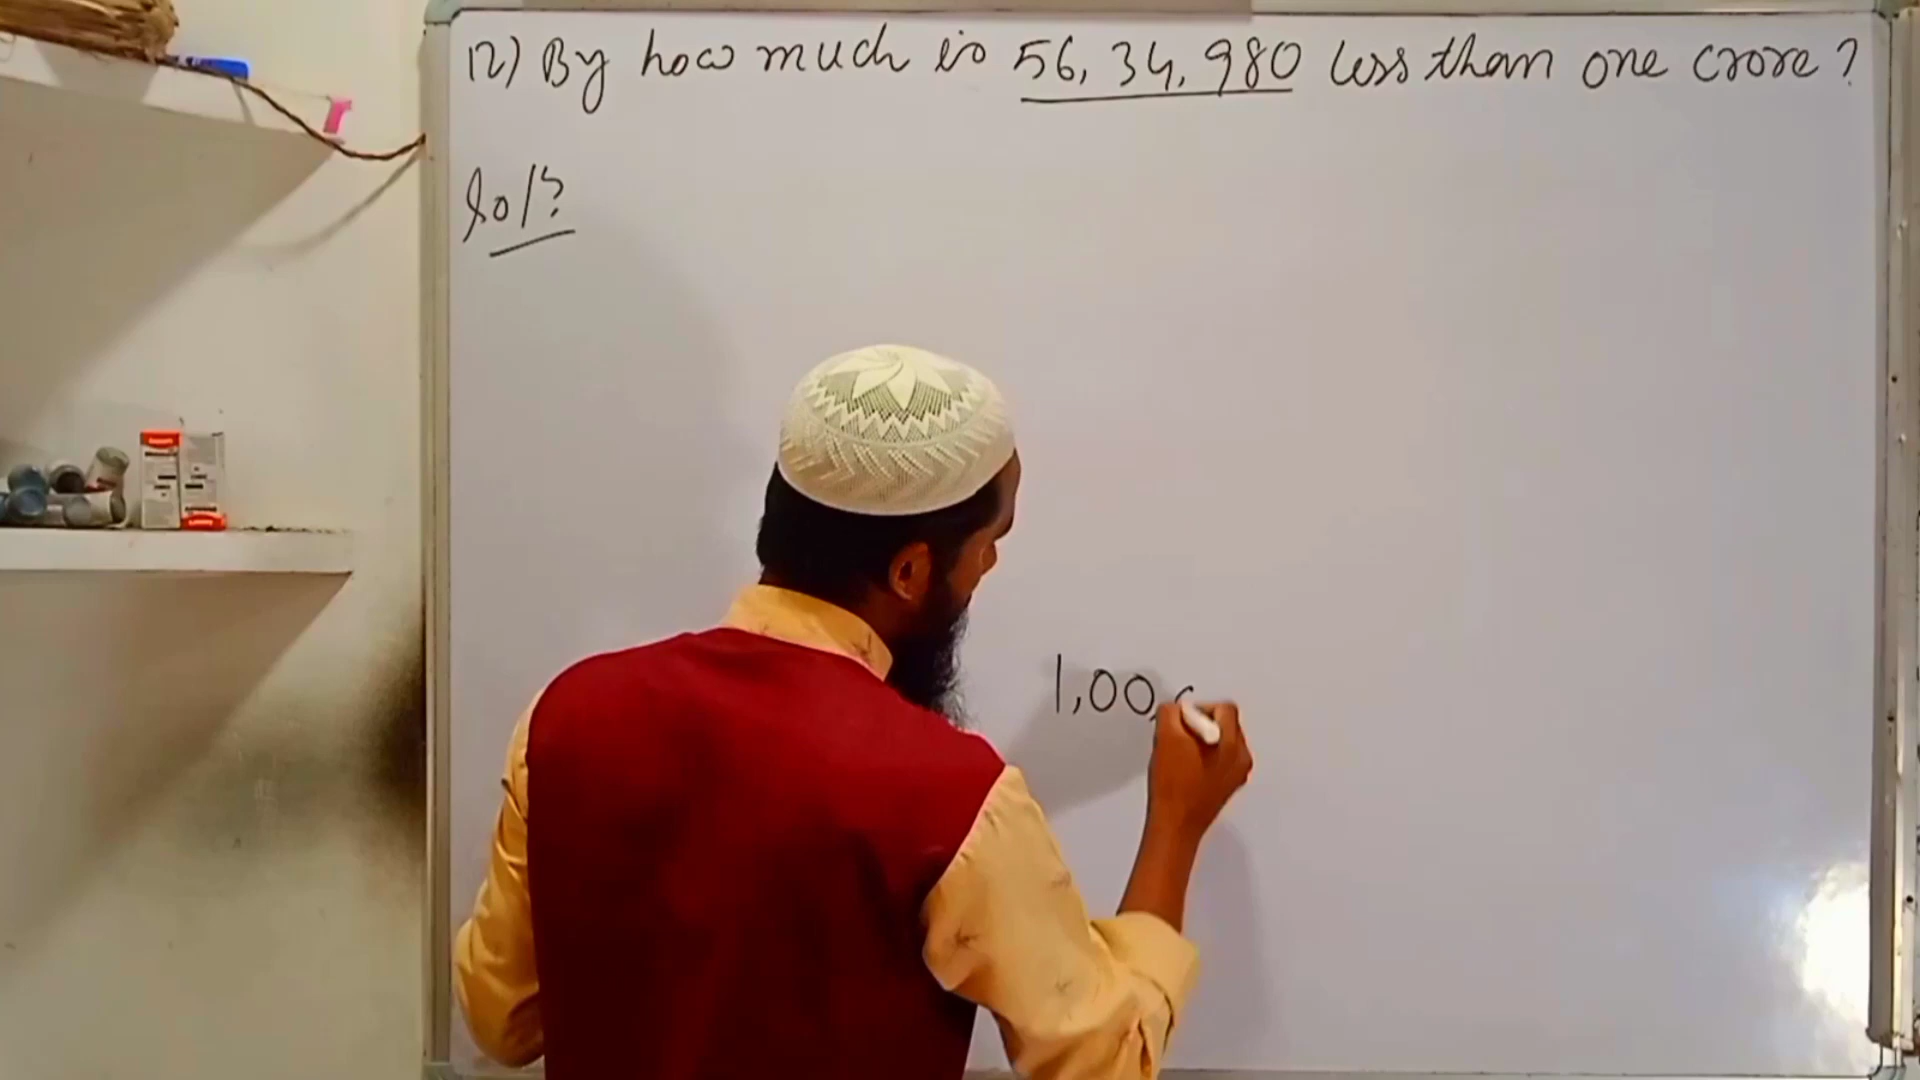 12) By how much is 56,34,980 less than one crore?
Sol:
1,00,